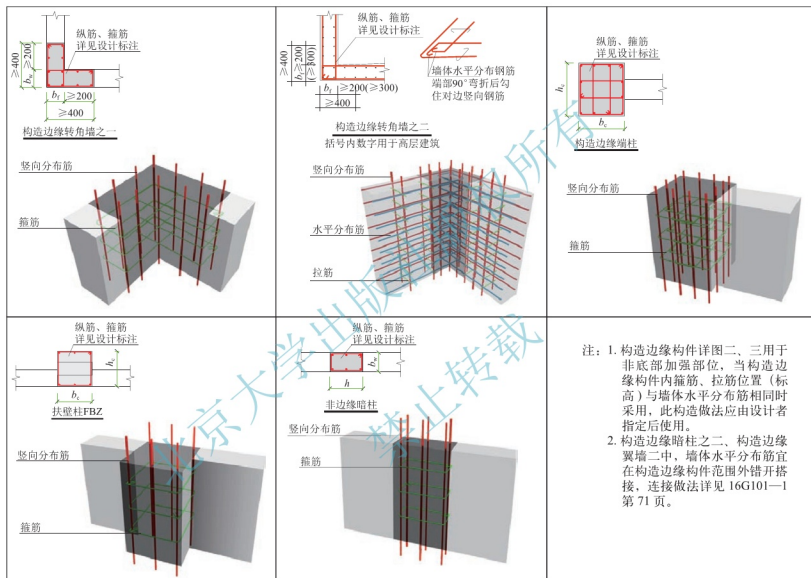 纵筋、箍筋
详见设计标注
≥400
≥200
bw
bf
≥200
≥400
构造边缘转角墙之一
竖向分布筋
箍筋
纵筋、箍筋
详见设计标注
≥400
bf≥200
(≥300)
bf
≥200(≥300)
≥400
墙体水平分布钢筋
端部90°弯折后勾
住对边竖向钢筋
构造边缘转角墙之二
括号内数字用于高层建筑
竖向分布筋
水平分布筋
拉筋
纵筋、箍筋
详见设计标注
hc
bc
构造边缘端柱
竖向分布筋
箍筋
纵筋、箍筋
详见设计标注
hc
bc
扶壁柱FBZ
竖向分布筋
箍筋
纵筋、箍筋
详见设计标注
bw
h
非边缘暗柱
竖向分布筋
箍筋
注：1. 构造边缘构件详图二、三用于
非底部加强部位，当构造边
缘构件内箍筋、拉筋位置（标
高）与墙体水平分布筋相同时
采用，此构造做法应由设计者
指定后使用。
2. 构造边缘暗柱之二、构造边缘
翼墙二中，墙体水平分布筋宜
在构造边缘构件范围外错开搭
接，连接做法详见 16G101—1
第 71 页。
北京大学出版社版权所有
禁止转载